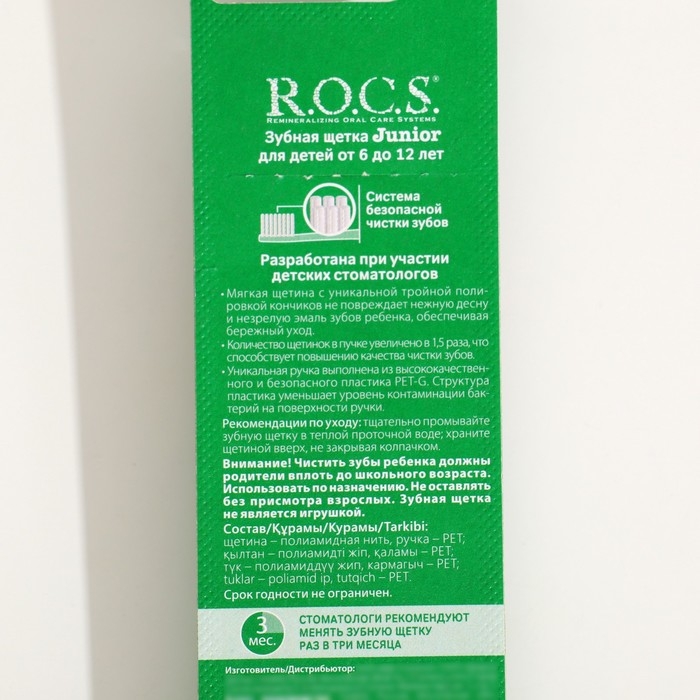 R.O.C.S.®
REMINERALIZING ORAL CARE SYSTEMS
Зубная щетка Junior
для детей от 6 до 12 лет
Система
безопасной
чистки зубов
Разработана при участии
детских стоматологов
• Мягкая щетина с уникальной тройной поли-
ровкой кончиков не повреждает нежную десну
и незрелую эмаль зубов ребенка, обеспечивая
бережный уход.
• Количество щетинок в пучке увеличено в 1,5 раза, что
способствует повышению качества чистки зубов.
• Уникальная ручка выполнена из высококачествен-
ного и безопасного пластика PET-G. Структура
пластика уменьшает уровень контаминации бак-
терий на поверхности ручки.
Рекомендации по уходу: тщательно промывайте
зубную щетку в теплой проточной воде; храните
щетиной вверх, не закрывая колпачком.
Внимание! Чистить зубы ребенка должны
родители вплоть до школьного возраста.
Использовать по назначению. Не оставлять
без присмотра взрослых. Зубная щетка
не является игрушкой.
Состав/Құрамы/Курамы/Tarkibi:
щетина – полиамидная нить, ручка – PET;
қылтан – полиамидті жіп, қаламы – PET;
түк – полиамиддүү жип, кармагыч – PET;
tuklar – poliamid ip, tutqich – PET.
Срок годности не ограничен.
3
мес.
СТОМАТОЛОГИ РЕКОМЕНДУЮТ
МЕНЯТЬ ЗУБНУЮ ЩЕТКУ
РАЗ В ТРИ МЕСЯЦА
Изготовитель/Дистрибьютор: